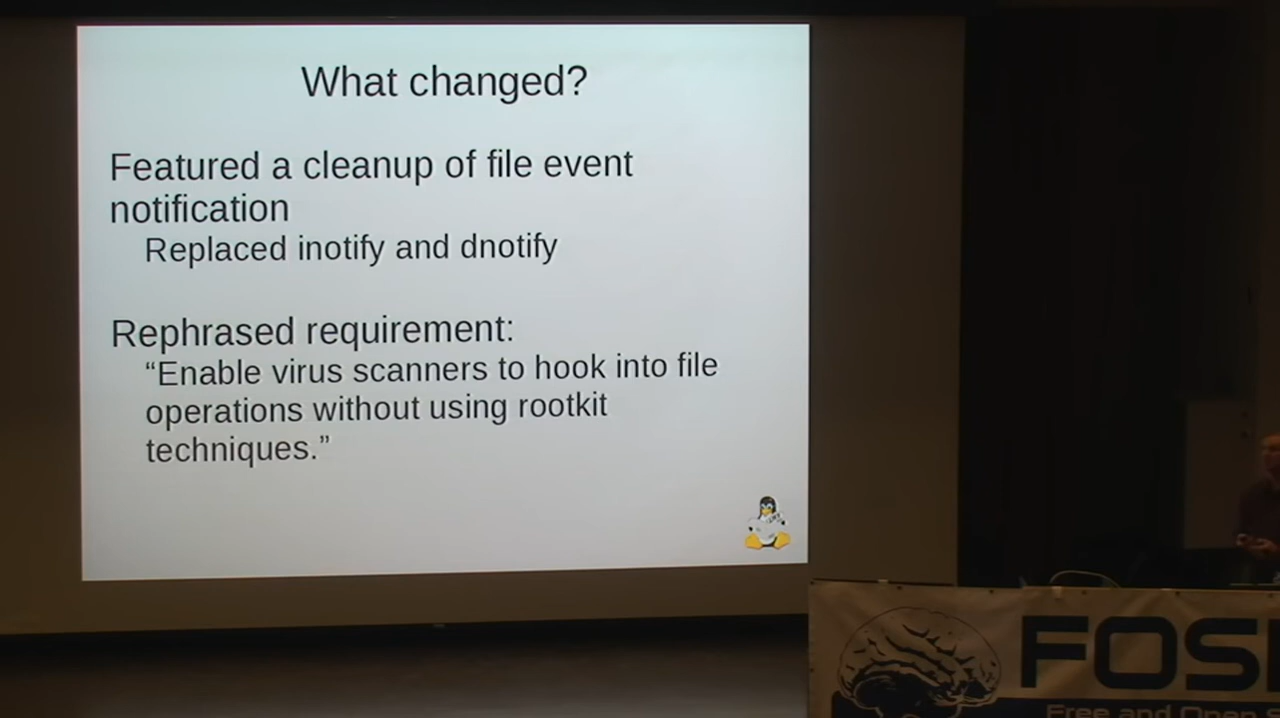 What changed?
Featured a cleanup of file event
notification
Replaced inotify and dnotify
Rephrased requirement:
“Enable virus scanners to hook into file
operations without using rootkit
techniques.”
FOS
Free and Open